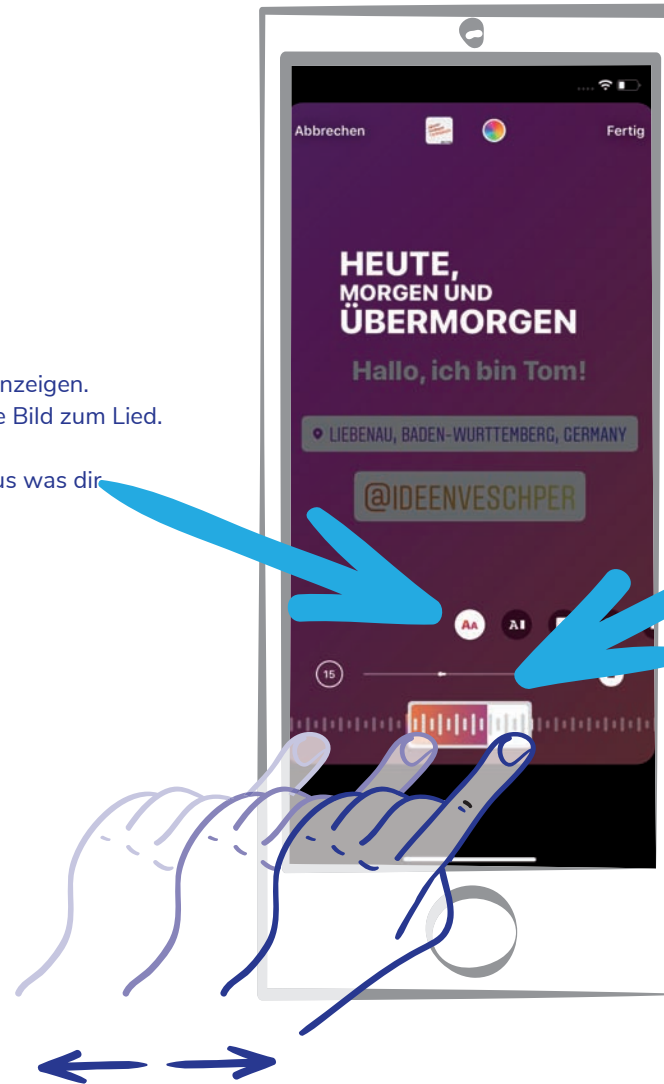 Abbrechen
Fertig
HEUTE,
MORGEN UND
ÜBERMORGEN
Hallo, ich bin Tom!
nzeigen.
e Bild zum Lied.
LIEBENAU, BADEN-WURTTEMBERG, GERMANY
us was dir
@IDEENVESCHPER
AA
AI
15